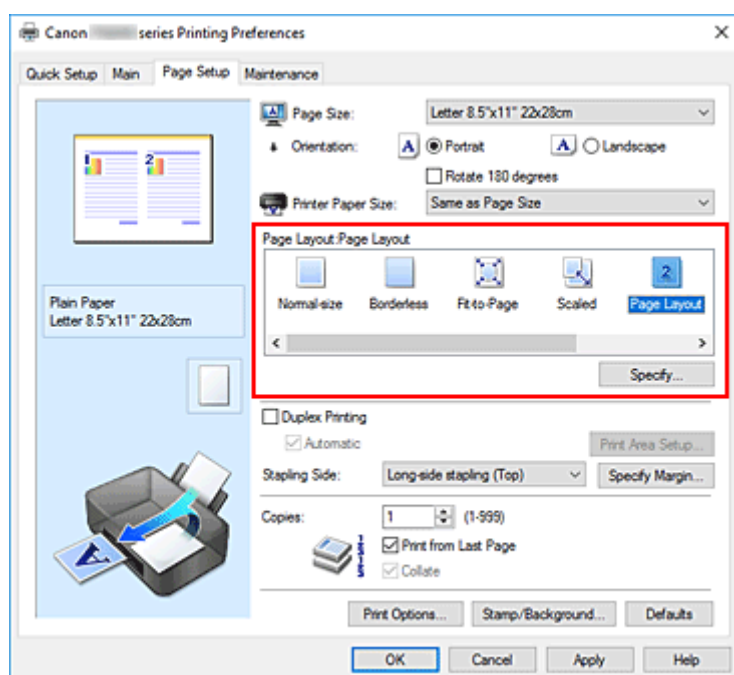 Canon series Printing Preferences
Quick Setup Main Page Setup Maintenance
1 2
Plain Paper
Letter 8.5"x11" 22x28cm
A
Page Size: Letter 8.5"x11" 22x28cm
Orientation: A Portrait A Landscape
Rotate 180 degrees
Printer Paper Size: Same as Page Size
Page Layout:Page Layout
2
Normal-size Borderless Fit-to-Page Scaled Page Layout
Specify...
Duplex Printing
Automatic Print Area Setup...
Stapling Side: Long-side stapling (Top) Specify Margin...
Copies: 1 (1-999)
Print from Last Page
Collate
Print Options... Stamp/Background... Defaults
OK Cancel Apply Help